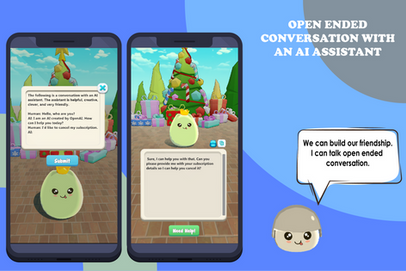 OPEN ENDED
CONVERSATION WITH
AN AI ASSISTANT
The following is a conversation with an AI
assistant. The assistant is helpful, creative,
clever, and very friendly.
Human: Hello, who are you?
AI: I am an AI created by OpenAI. How
can I help you today?
Human: I'd like to cancel my subscription.
AI:
Submit
Sure, I can help you with that. Can you
please provide me with your subscription
details so I can help you cancel it?
Need Help!
We can build our friendship.
I can talk open ended
conversation.